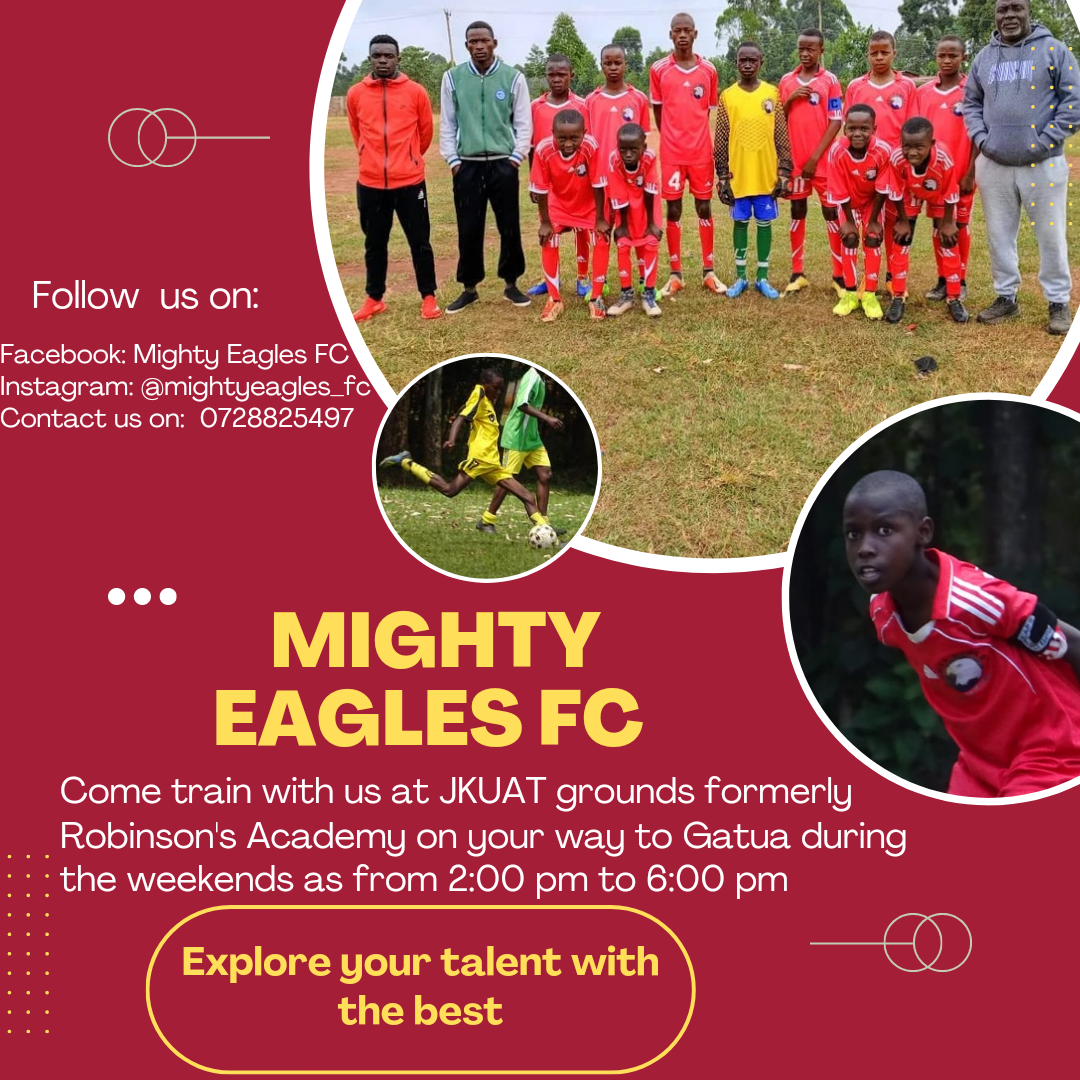 Follow us on:
Facebook: Mighty Eagles FC
Instagram: @mightyeagles_fc
Contact us on: 0728825497
4
MIGHTY
EAGLES FC
Come train with us at JKUAT grounds formerly
Robinson's Academy on your way to Gatua during
the weekends as from 2:00 pm to 6:00 pm
Explore your talent with
the best